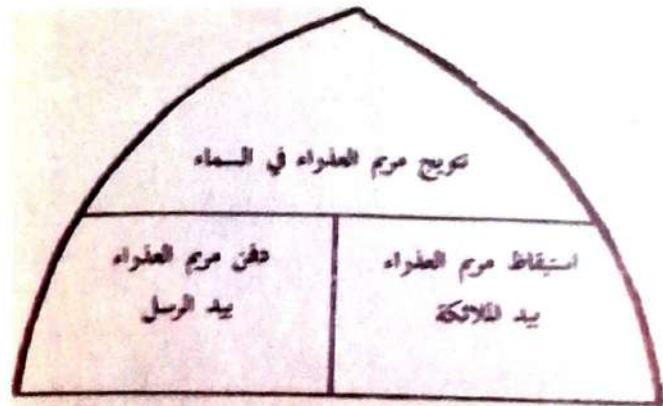 تتويج مريم العذراء في السماء
استيقاظ مريم العذراء
بيد الملائكة
دفن مريم العذراء
بيد الرسل